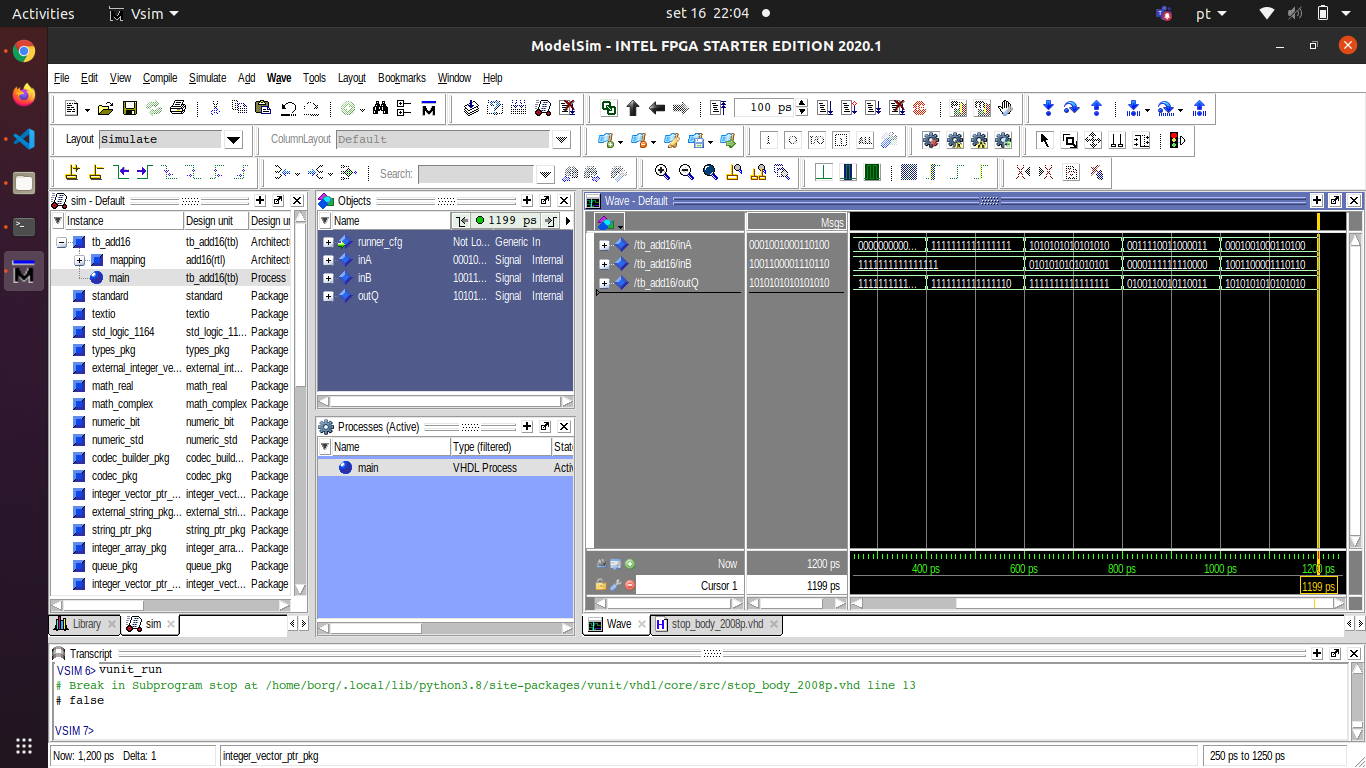 Activities Vsim set 16 22:04 pt
ModelSim - INTEL FPGA STARTER EDITION 2020.1
File Edit View Compile Simulate Add Wave Tools Layout Bookmarks Window Help
100 ps
Layout Simulate ColumnLayout Default
Search:
sim - Default
Instance Design unit Design u
tb_add16 tb_add16(tb) Architect
mapping add16(rtl) Architect
main tb_add16(tb) Process
standard standard Package
textio textio Package
std_logic_1164 std_logic_11... Package
types_pkg types_pkg Package
external_integer_ve... external_int... Package
math_real math_real Package
math_complex math_complex Package
numeric_bit numeric_bit Package
numeric_std numeric_std Package
codec_builder_pkg codec_build... Package
codec_pkg codec_pkg Package
integer_vector_ptr_... integer_vect... Package
external_string_pkg... external_stri... Package
string_ptr_pkg string_ptr_pkg Package
integer_array_pkg integer_arra... Package
queue_pkg queue_pkg Package
integer_vector_ptr_... integer_vect... Package
Library sim
Objects
Name 1199 ps
runner_cfg Not Lo... Generic In
inA 00010... Signal Internal
inB 10011... Signal Internal
outQ 10101... Signal Internal
Processes (Active)
Name Type (filtered) Stat
main VHDL Process Activ
Wave - Default
Msgs
/tb_add16/inA 0001001000110100 0000000000... 1111111111111111 1010101010101010 0011110011000011 0001001000110100
/tb_add16/inB 1001100001110110 1111111111111111 0101010101010101 0000111111110000 1001100001110110
/tb_add16/outQ 1010101010101010 1111111111... 1111111111111110 1111111111111111 0100110010110011 1010101010101010
Now 1200 ps 400 ps 600 ps 800 ps 1000 ps 1200 ps
Cursor 1 1199 ps 1199 ps
Wave stop_body_2008p.vhd
Transcript
VSIM 6> vunit_run
# Break in Subprogram stop at /home/borg/.local/lib/python3.8/site-packages/vunit/vhdl/core/src/stop_body_2008p.vhd line 13
# false
VSIM 7>
Now: 1,200 ps Delta: 1 integer_vector_ptr_pkg 250 ps to 1250 ps